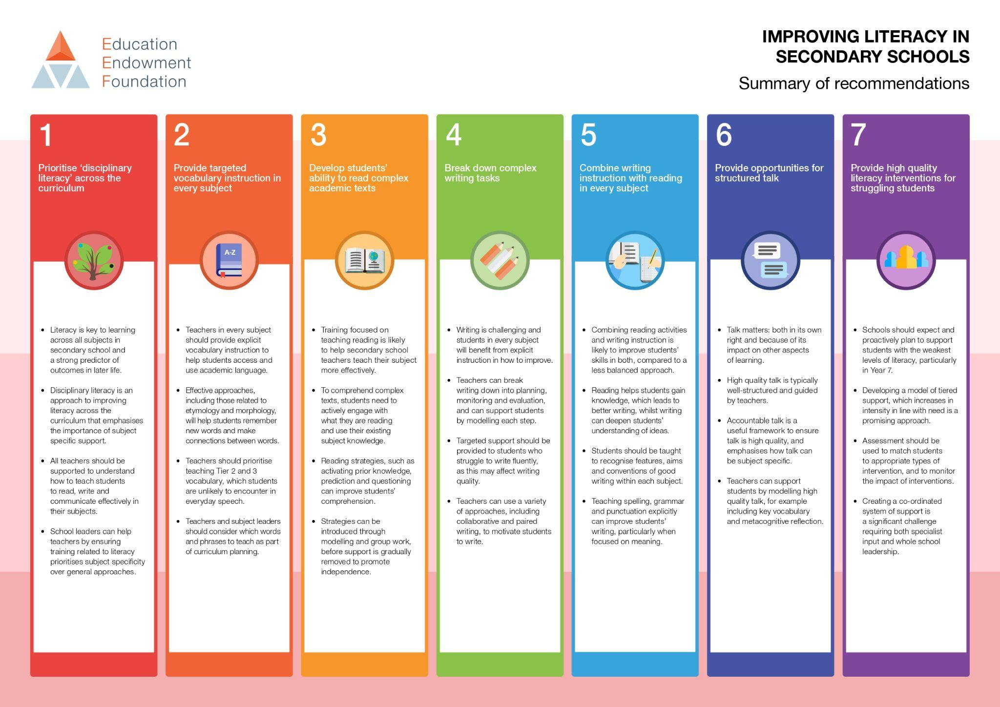 Education
Endowment
Foundation
IMPROVING LITERACY IN
SECONDARY SCHOOLS
Summary of recommendations
1
Prioritise ‘disciplinary
literacy’ across the
curriculum
• Literacy is key to learning
across all subjects in
secondary school and
a strong predictor of
outcomes in later life.
• Disciplinary literacy is an
approach to improving
literacy across the
curriculum that emphasises
the importance of subject
specific support.
• All teachers should be
supported to understand
how to teach students
to read, write and
communicate effectively in
their subjects.
• School leaders can help
teachers by ensuring
training related to literacy
prioritises subject specificity
over general approaches.
2
Provide targeted
vocabulary instruction in
every subject
A-Z
• Teachers in every subject
should provide explicit
vocabulary instruction to
help students access and
use academic language.
• Effective approaches,
including those related to
etymology and morphology,
will help students remember
new words and make
connections between words.
• Teachers should prioritise
teaching Tier 2 and 3
vocabulary, which students
are unlikely to encounter in
everyday speech.
• Teachers and subject leaders
should consider which words
and phrases to teach as part
of curriculum planning.
3
Develop students’
ability to read complex
academic texts
• Training focused on
teaching reading is likely
to help secondary school
teachers teach their subject
more effectively.
• To comprehend complex
texts, students need to
actively engage with
what they are reading
and use their existing
subject knowledge.
• Reading strategies, such as
activating prior knowledge,
prediction and questioning
can improve students’
comprehension.
• Strategies can be
introduced through
modelling and group work,
before support is gradually
removed to promote
independence.
4
Break down complex
writing tasks
• Writing is challenging and
students in every subject
will benefit from explicit
instruction in how to improve.
• Teachers can break
writing down into planning,
monitoring and evaluation,
and can support students
by modelling each step.
• Targeted support should be
provided to students who
struggle to write fluently,
as this may affect writing
quality.
• Teachers can use a variety
of approaches, including
collaborative and paired
writing, to motivate students
to write.
5
Combine writing
instruction with reading
in every subject
• Combining reading activities
and writing instruction is
likely to improve students’
skills in both, compared to a
less balanced approach.
• Reading helps students gain
knowledge, which leads to
better writing, whilst writing
can deepen students’
understanding of ideas.
• Students should be taught
to recognise features, aims
and conventions of good
writing within each subject.
• Teaching spelling, grammar
and punctuation explicitly
can improve students’
writing, particularly when
focused on meaning.
6
Provide opportunities for
structured talk
• Talk matters: both in its own
right and because of its
impact on other aspects
of learning.
• High quality talk is typically
well-structured and guided
by teachers.
• Accountable talk is a
useful framework to ensure
talk is high quality, and
emphasises how talk can
be subject specific.
• Teachers can support
students by modelling high
quality talk, for example
including key vocabulary
and metacognitive reflection.
7
Provide high quality
literacy interventions for
struggling students
• Schools should expect and
proactively plan to support
students with the weakest
levels of literacy, particularly
in Year 7.
• Developing a model of tiered
support, which increases in
intensity in line with need is a
promising approach.
• Assessment should be
used to match students
to appropriate types of
intervention, and to monitor
the impact of interventions.
• Creating a co-ordinated
system of support is
a significant challenge
requiring both specialist
input and whole school
leadership.